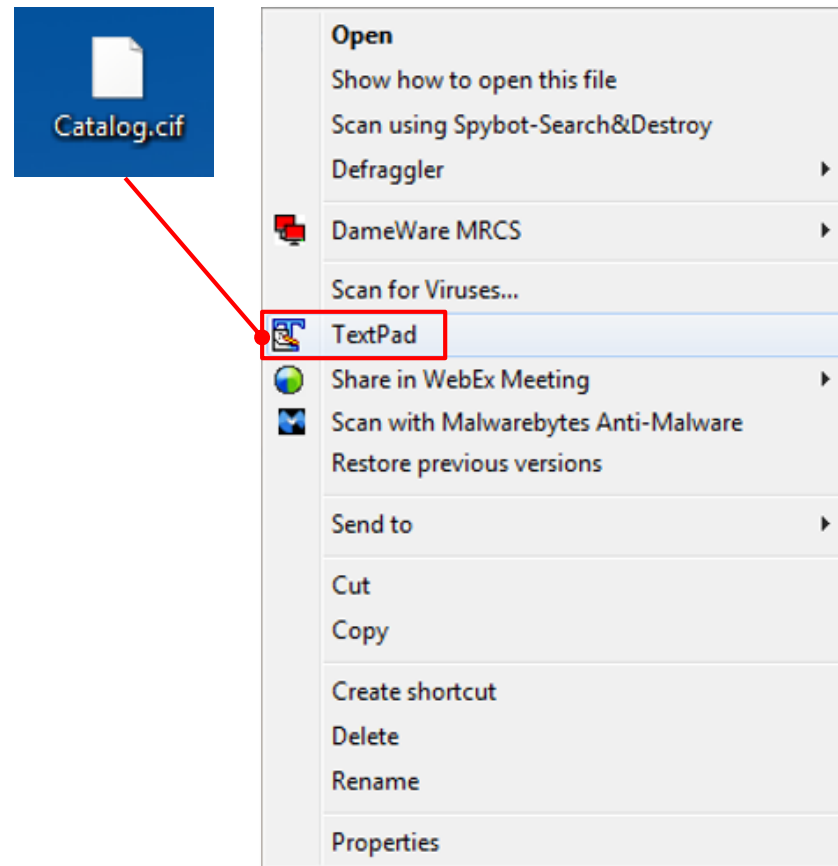 Catalog.cif
Open
Show how to open this file
Scan using Spybot-Search&Destroy
Defraggler
DameWare MRCS
Scan for Viruses...
TextPad
Share in WebEx Meeting
Scan with Malwarebytes Anti-Malware
Restore previous versions
Send to
Cut
Copy
Create shortcut
Delete
Rename
Properties